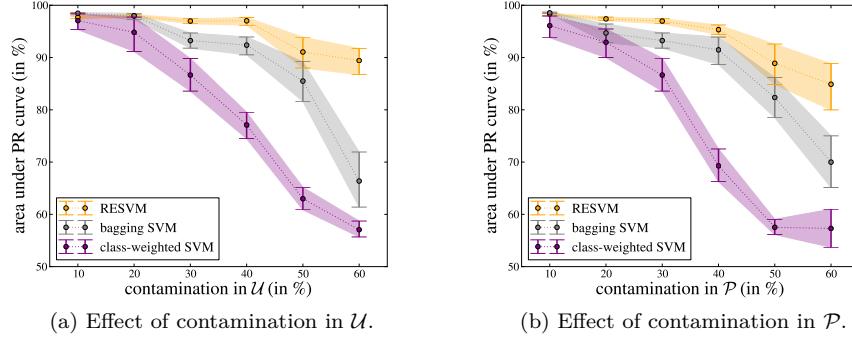 100
90
80
70
60
50
area under PR curve (in %)
RESVM
bagging SVM
class-weighted SVM
10 20 30 40 50 60
contamination in 𝒰 (in %)
(a) Effect of contamination in 𝒰.
100
90
80
70
60
50
area under PR curve (in %)
RESVM
bagging SVM
class-weighted SVM
10 20 30 40 50 60
contamination in 𝒫 (in %)
(b) Effect of contamination in 𝒫.